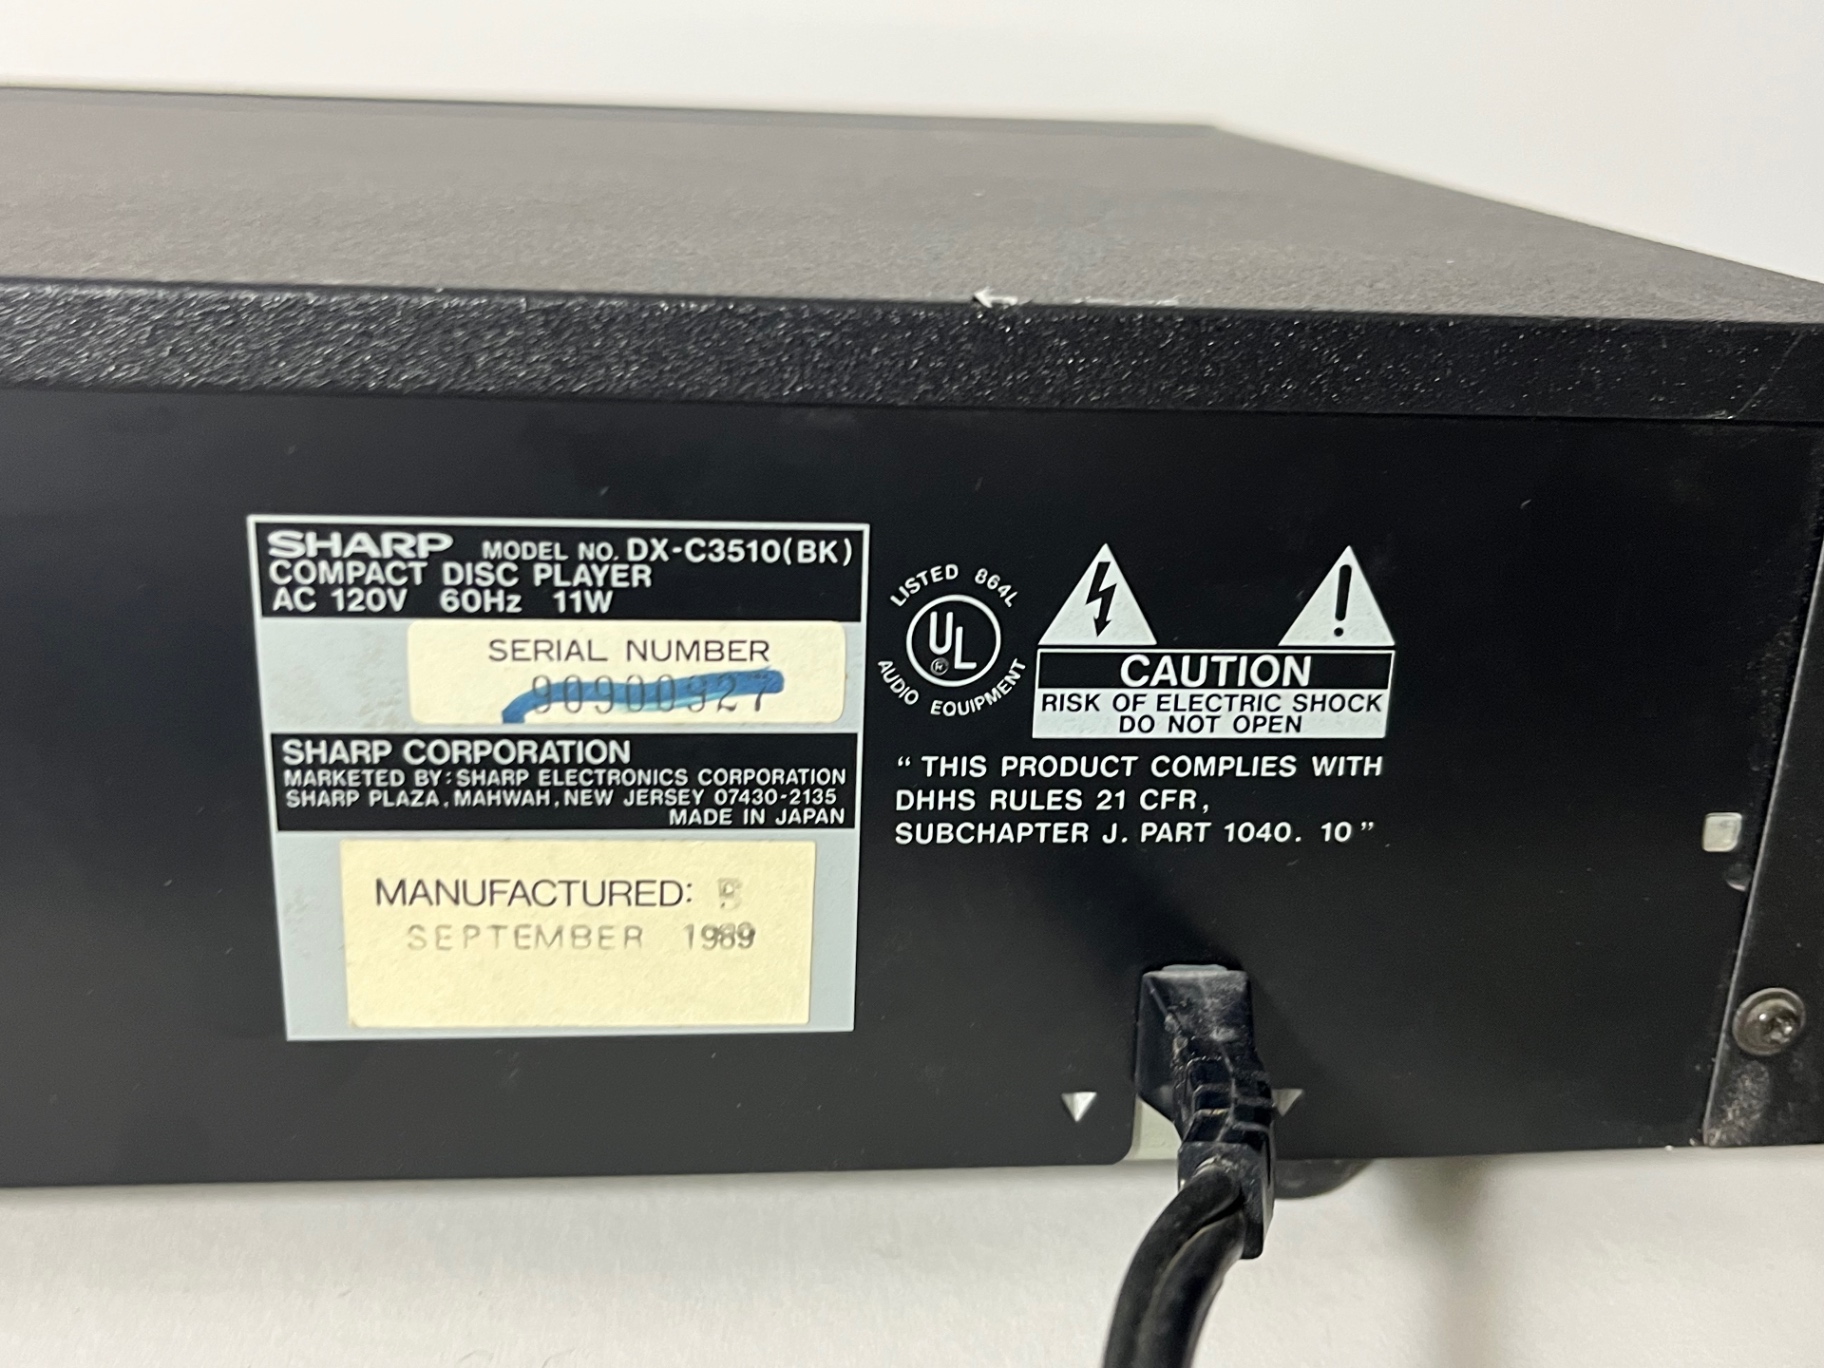 SHARP MODEL NO. DX-C3510(BK)
COMPACT DISC PLAYER
AC 120V 60Hz 11W
SERIAL NUMBER
90900927
SHARP CORPORATION
MARKETED BY: SHARP ELECTRONICS CORPORATION
SHARP PLAZA, MAHWAH, NEW JERSEY 07430-2135
MADE IN JAPAN
MANUFACTURED:
SEPTEMBER 1989
LISTED 864L
UL
®
AUDIO EQUIPMENT
CAUTION
RISK OF ELECTRIC SHOCK
DO NOT OPEN
“ THIS PRODUCT COMPLIES WITH
DHHS RULES 21 CFR,
SUBCHAPTER J. PART 1040. 10 ”